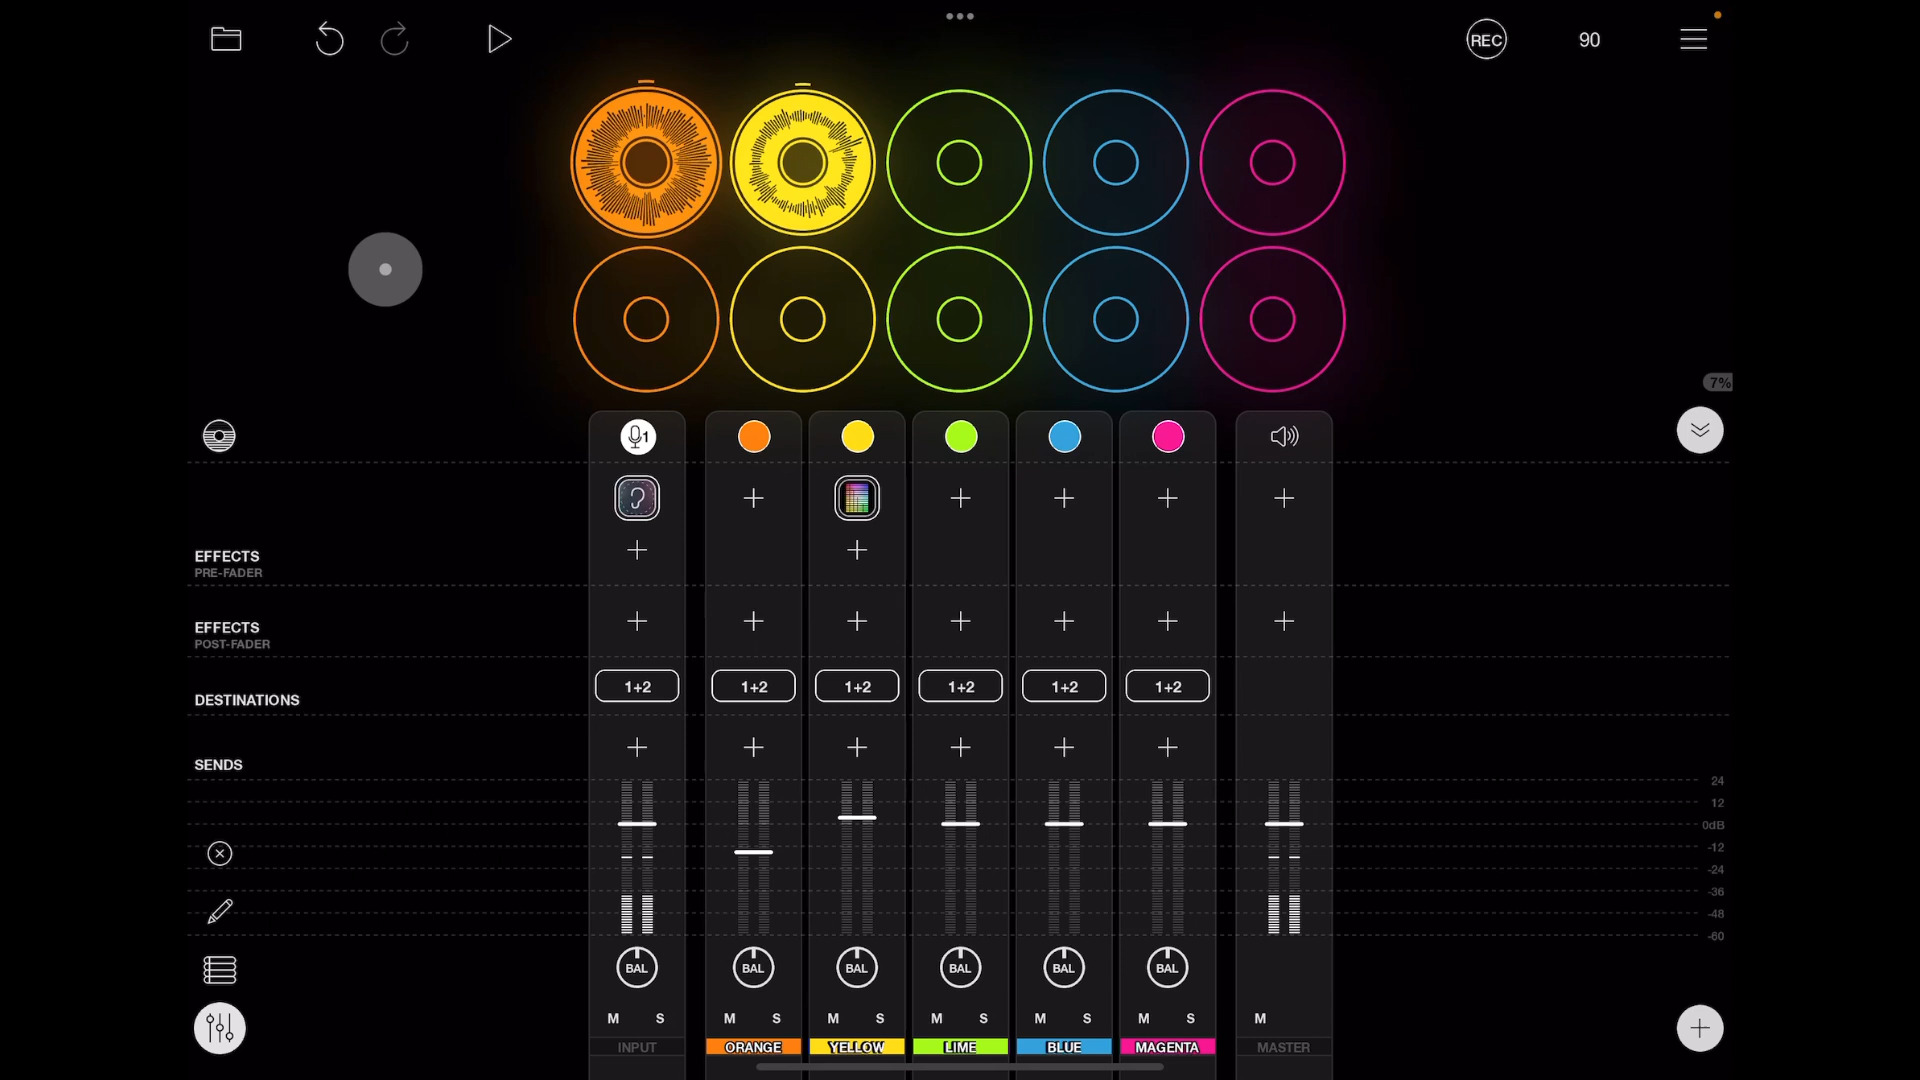 REC 90
7%
1
EFFECTS
PRE-FADER
EFFECTS
POST-FADER
DESTINATIONS 1+2 1+2 1+2 1+2 1+2 1+2
SENDS
24
12
0dB
-12
-24
-36
-48
-60
BAL BAL BAL BAL BAL BAL
M S M S M S M S M S M S M
INPUT ORANGE YELLOW LIME BLUE MAGENTA MASTER